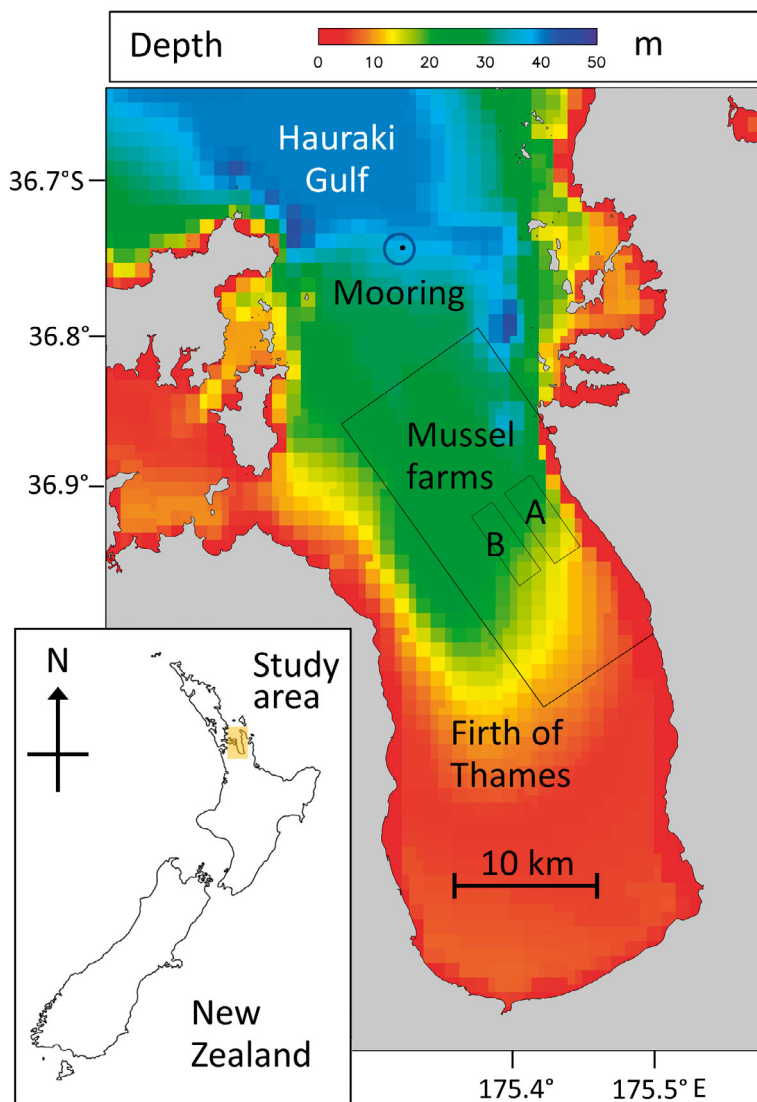 Depth
m
0 10 20 30 40 50
Hauraki
Gulf
36.7°S
Mooring
36.8°
Mussel
farms
36.9°
A
B
N
Study
area
Firth of
Thames
10 km
New
Zealand
175.4° 175.5° E